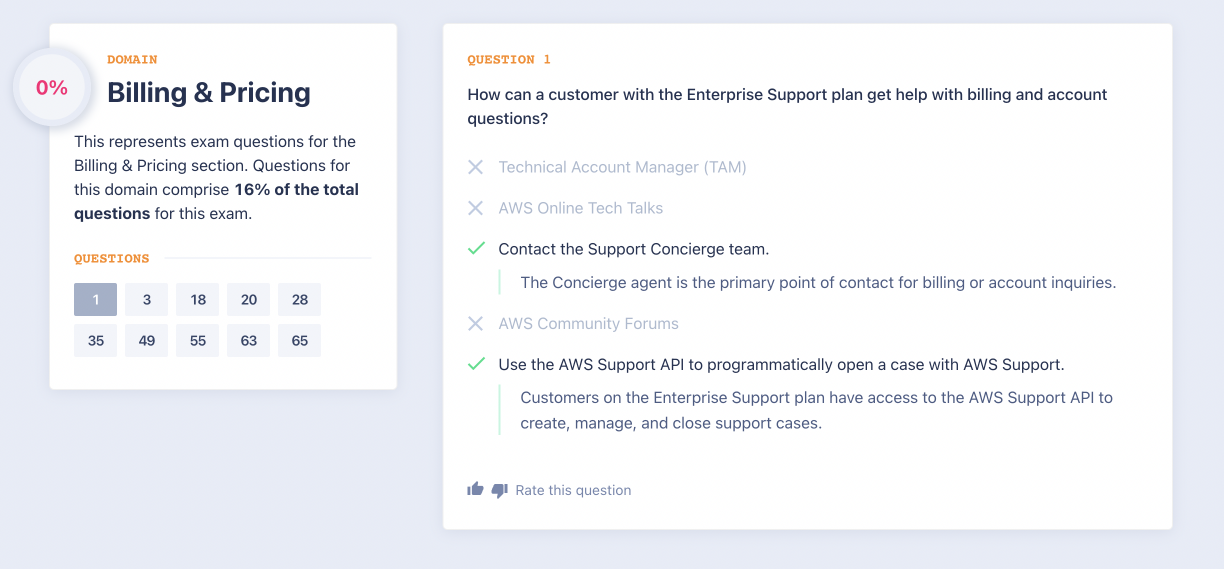 0%
DOMAIN
Billing & Pricing
This represents exam questions for the
Billing & Pricing section. Questions for
this domain comprise 16% of the total
questions for this exam.
QUESTIONS
1 3 18 20 28
35 49 55 63 65
QUESTION 1
How can a customer with the Enterprise Support plan get help with billing and account
questions?
Technical Account Manager (TAM)
AWS Online Tech Talks
Contact the Support Concierge team.
The Concierge agent is the primary point of contact for billing or account inquiries.
AWS Community Forums
Use the AWS Support API to programmatically open a case with AWS Support.
Customers on the Enterprise Support plan have access to the AWS Support API to
create, manage, and close support cases.
Rate this question